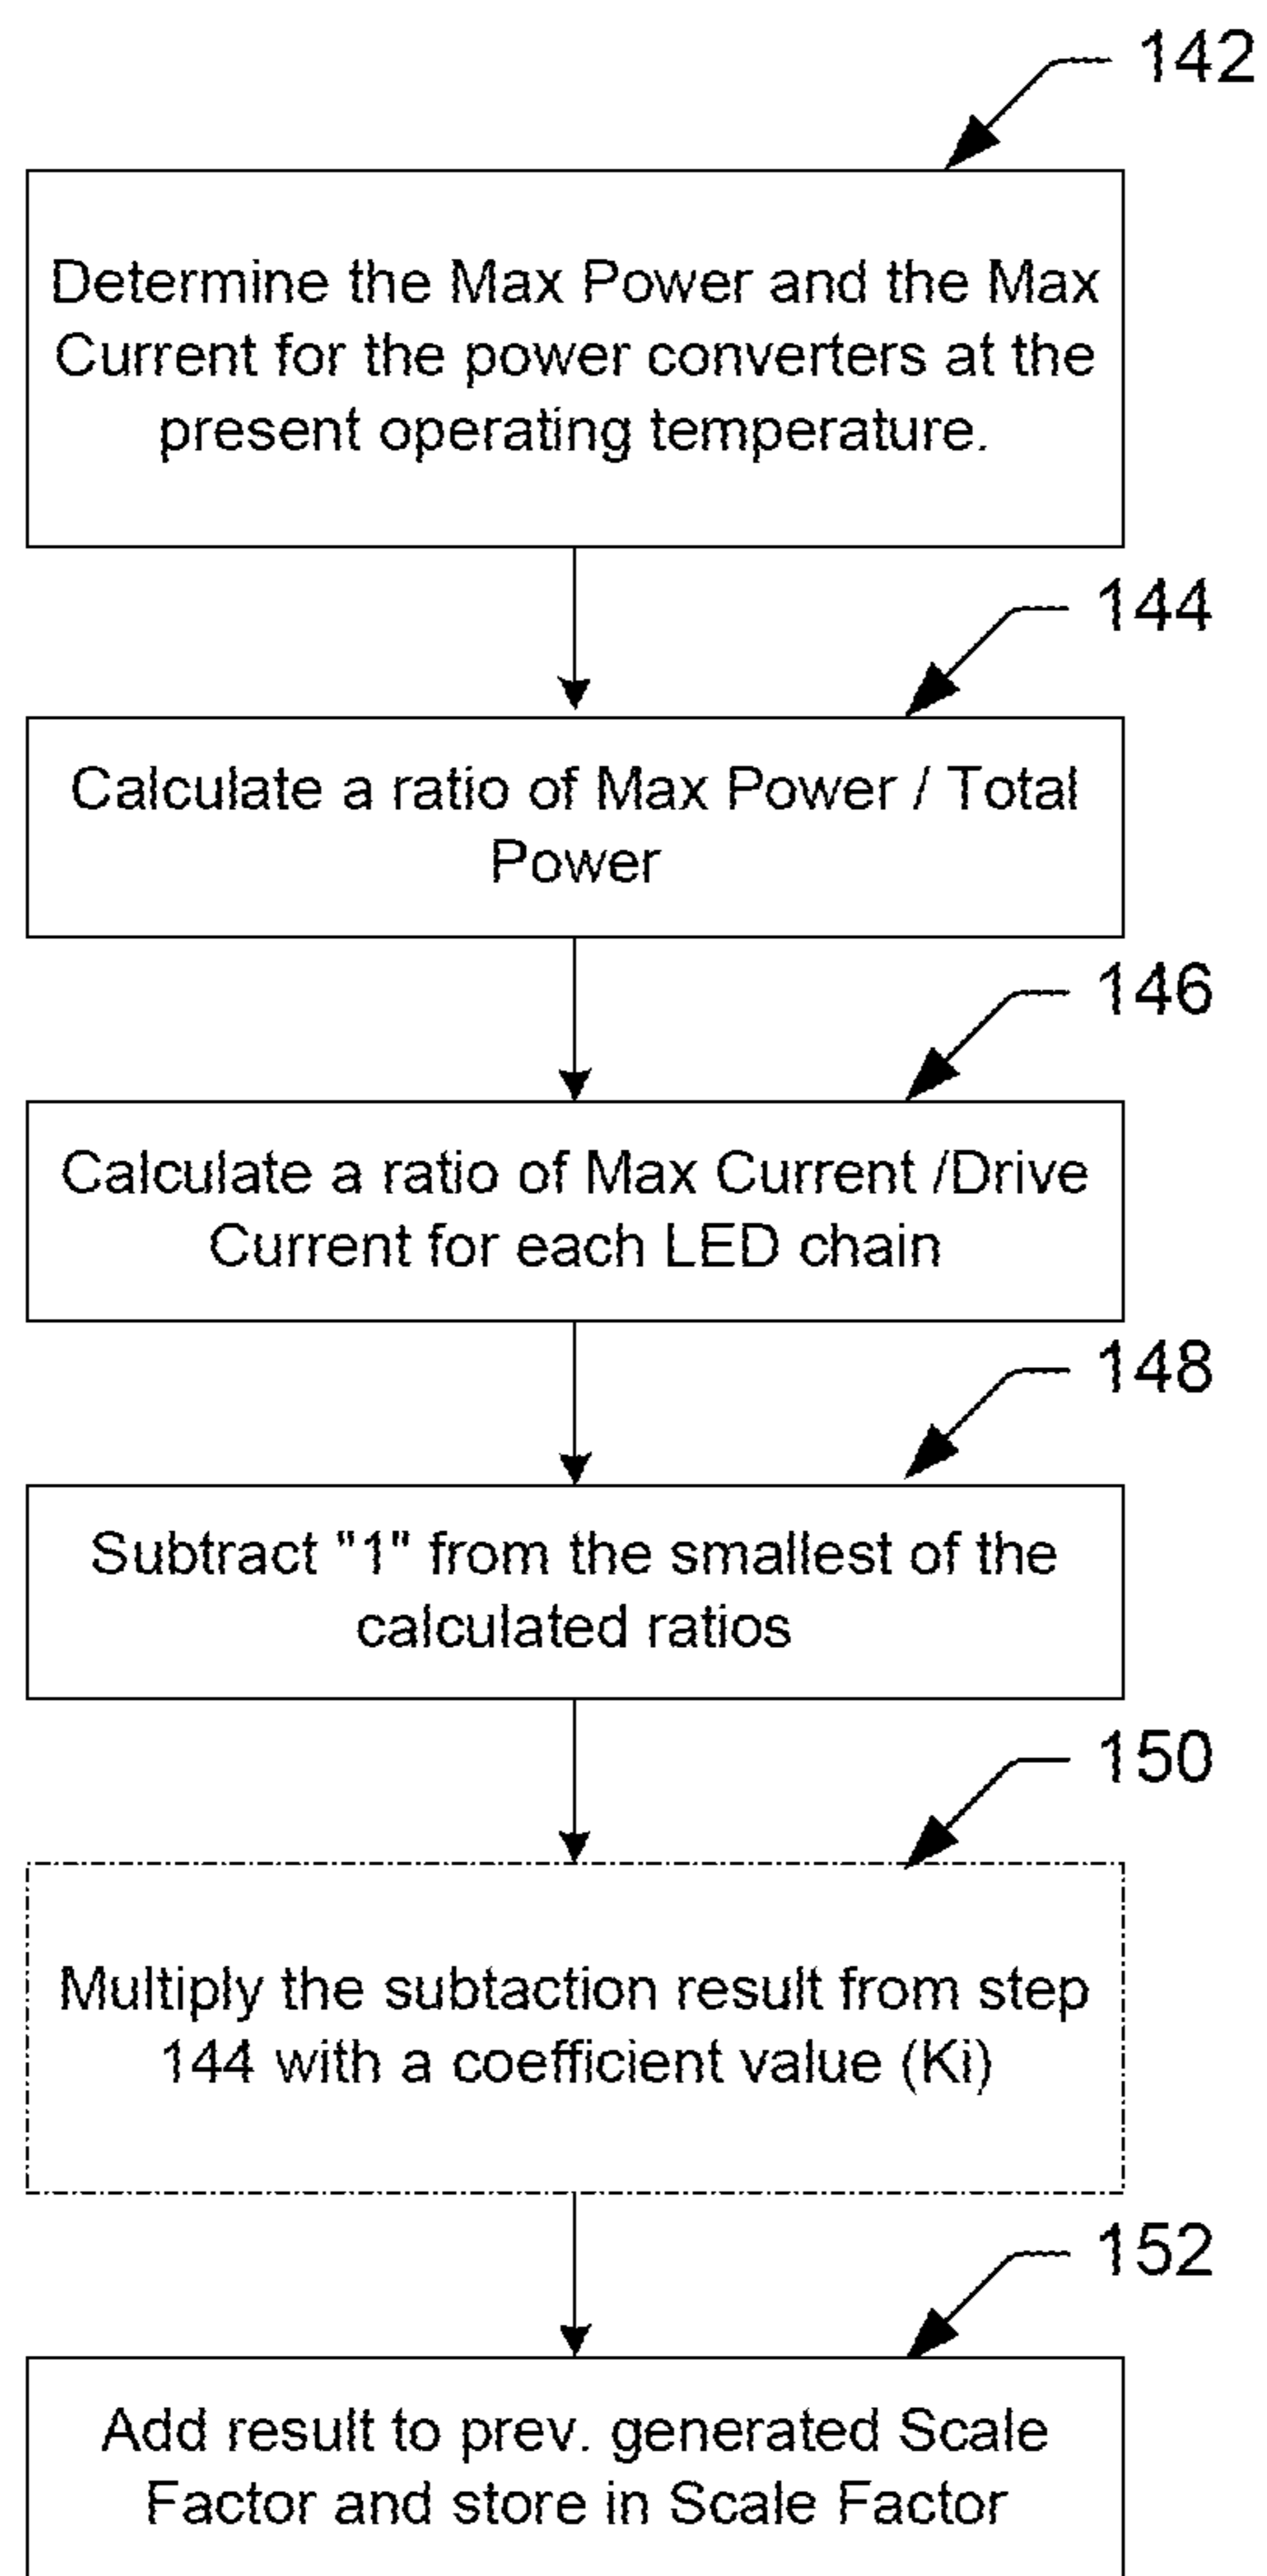 142
Determine the Max Power and the Max
Current for the power converters at the
present operating temperature.
144
Calculate a ratio of Max Power / Total
Power
146
Calculate a ratio of Max Current /Drive
Current for each LED chain
148
Subtract "1" from the smallest of the
calculated ratios
150
Multiply the subtaction result from step
144 with a coefficient value (Ki)
152
Add result to prev. generated Scale
Factor and store in Scale Factor